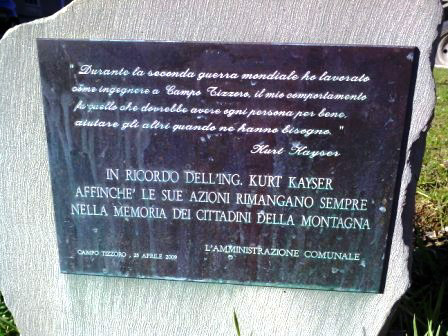 "Durante la seconda guerra mondiale ho lavorato
come ingegnere a Campo Tizzoro, il mio comportamento
fu quello che dovrebbe avere ogni persona per bene,
aiutare gli altri quando ne hanno bisogno."
Kurt Kayser
IN RICORDO DELL'ING. KURT KAYSER
AFFINCHE' LE SUE AZIONI RIMANGANO SEMPRE
NELLA MEMORIA DEI CITTADINI DELLA MONTAGNA
CAMPO TIZZORO, 25 APRILE 2009
L'AMMINISTRAZIONE COMUNALE